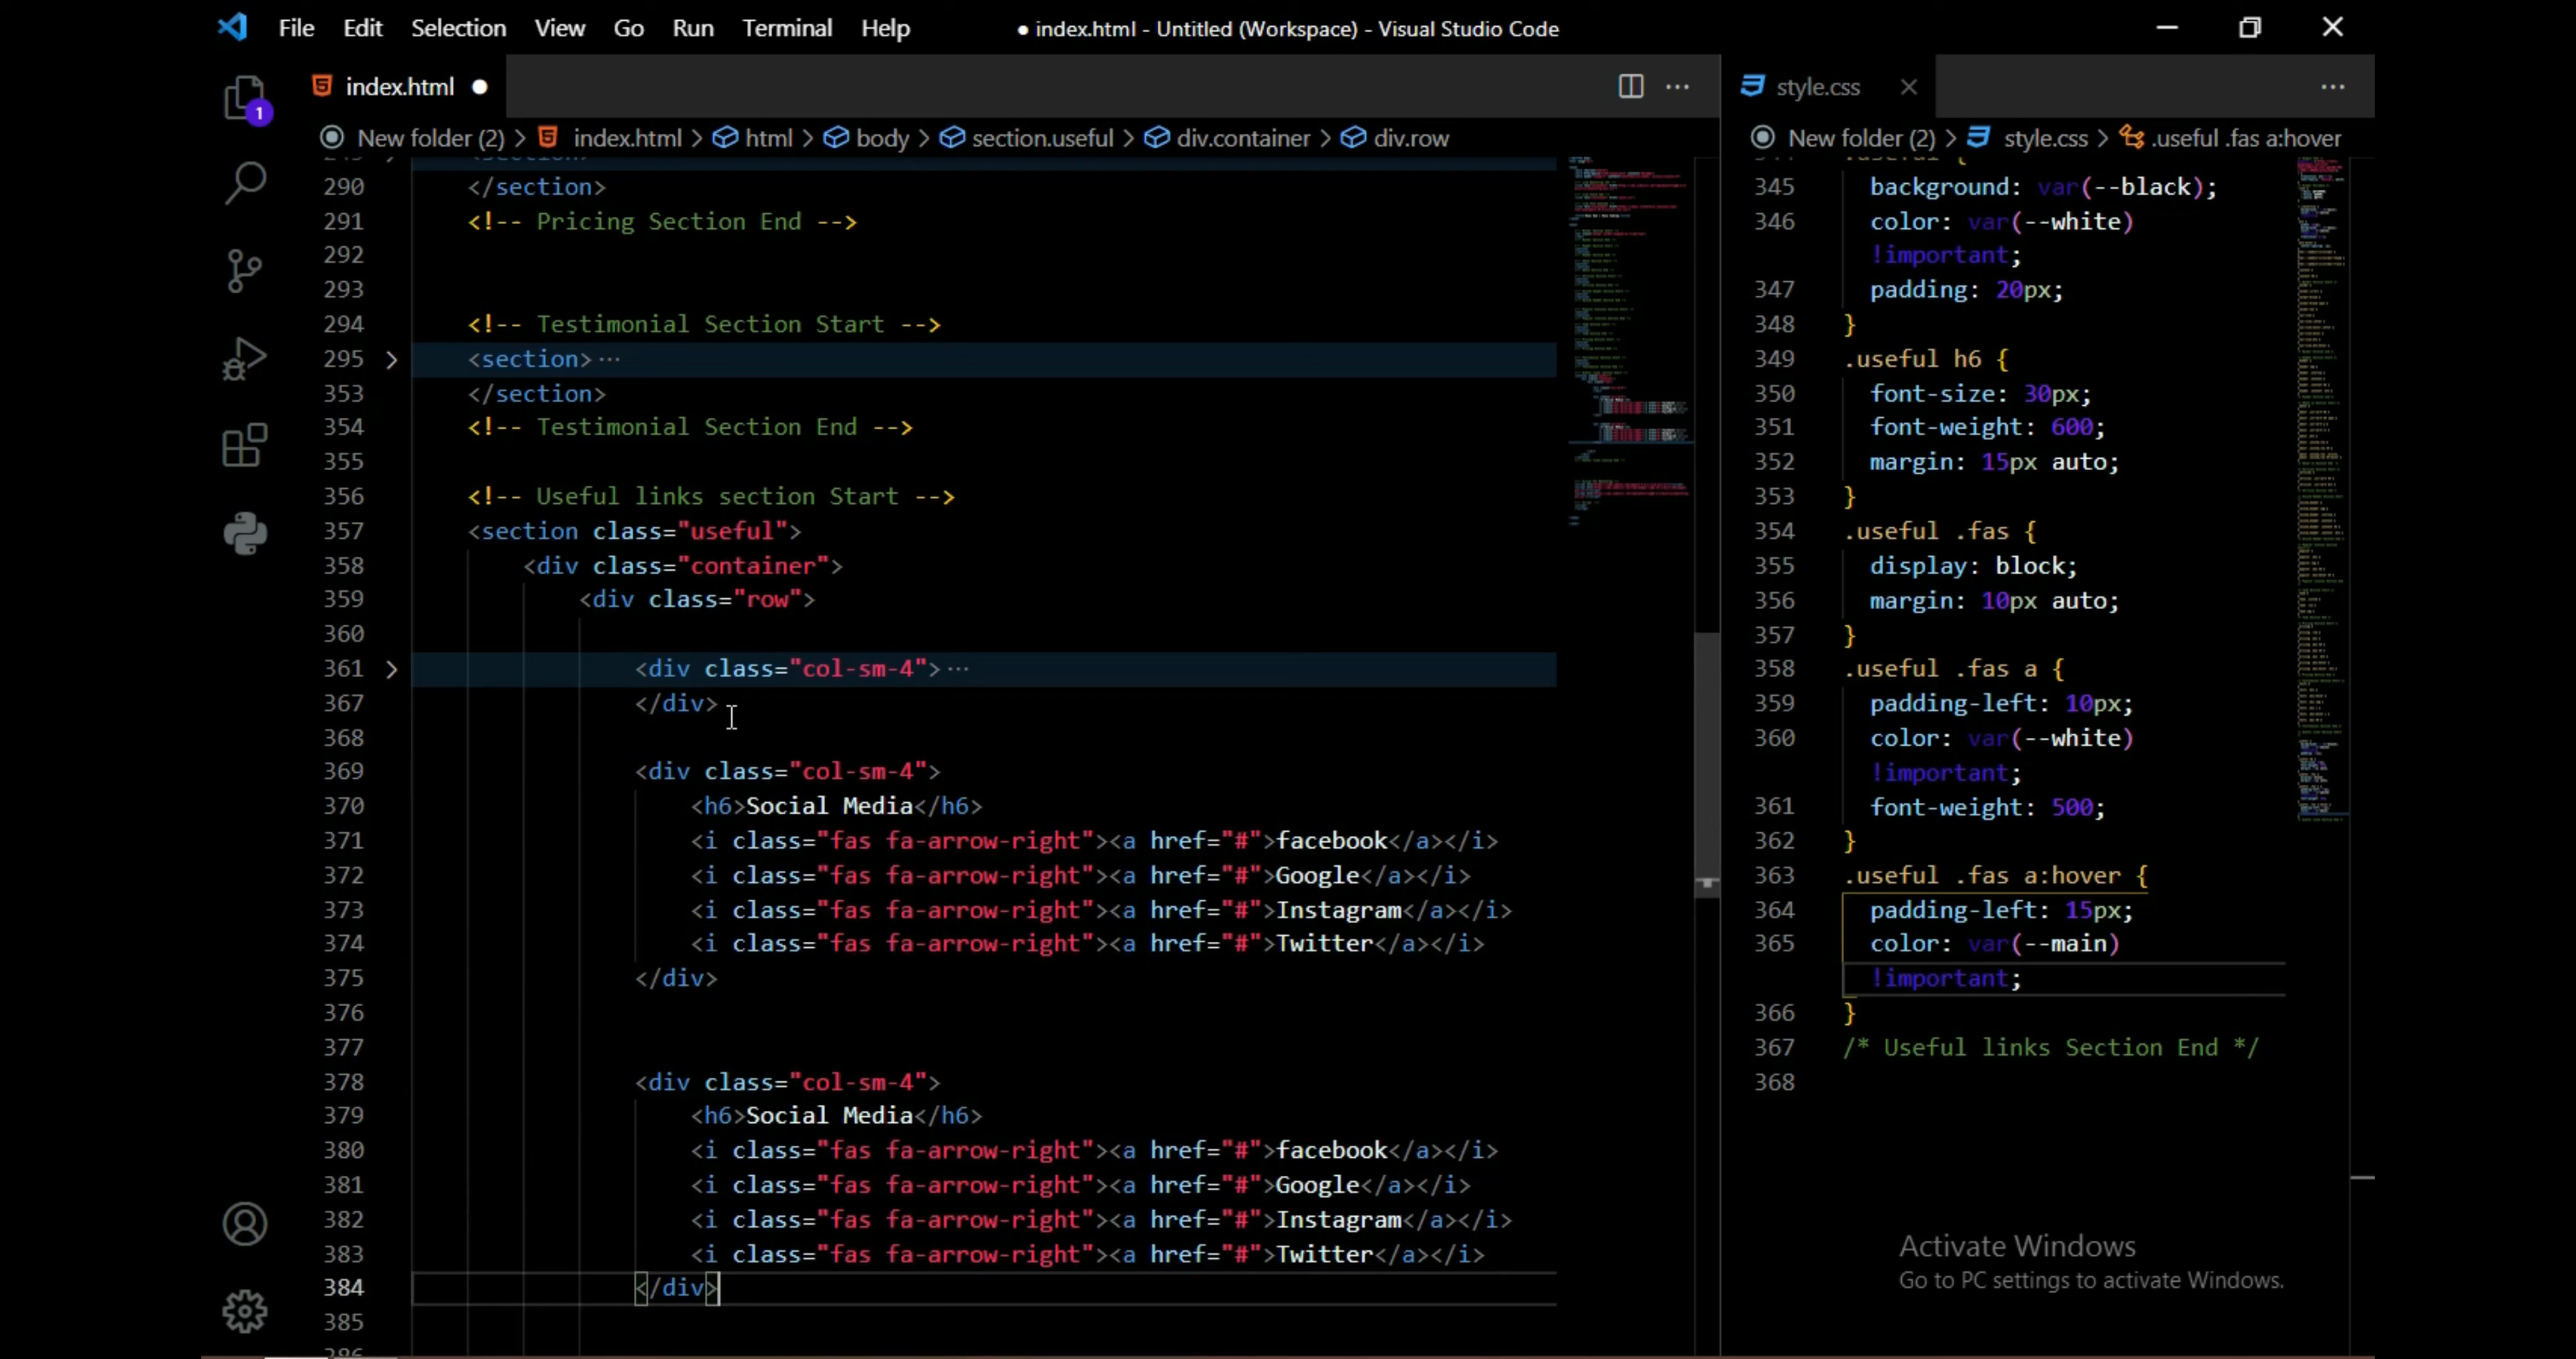 File Edit Selection View Go Run Terminal Help ● index.html - Untitled (Workspace) - Visual Studio Code
index.html ●
New folder (2) > index.html > html > body > section.useful > div.container > div.row
290 </section>
291 <!-- Pricing Section End -->
292
293
294 <!-- Testimonial Section Start -->
295 <section>···
353 </section>
354 <!-- Testimonial Section End -->
355
356 <!-- Useful links section Start -->
357 <section class="useful">
358 <div class="container">
359 <div class="row">
360
361 <div class="col-sm-4">···
367 </div>
368
369 <div class="col-sm-4">
370 <h6>Social Media</h6>
371 <i class="fas fa-arrow-right"><a href="#">facebook</a></i>
372 <i class="fas fa-arrow-right"><a href="#">Google</a></i>
373 <i class="fas fa-arrow-right"><a href="#">Instagram</a></i>
374 <i class="fas fa-arrow-right"><a href="#">Twitter</a></i>
375 </div>
376
377
378 <div class="col-sm-4">
379 <h6>Social Media</h6>
380 <i class="fas fa-arrow-right"><a href="#">facebook</a></i>
381 <i class="fas fa-arrow-right"><a href="#">Google</a></i>
382 <i class="fas fa-arrow-right"><a href="#">Instagram</a></i>
383 <i class="fas fa-arrow-right"><a href="#">Twitter</a></i>
384 </div>
385
1
style.css
New folder (2) > style.css > .useful .fas a:hover
345 background: var(--black);
346 color: var(--white)
!important;
347 padding: 20px;
348 }
349 .useful h6 {
350 font-size: 30px;
351 font-weight: 600;
352 margin: 15px auto;
353 }
354 .useful .fas {
355 display: block;
356 margin: 10px auto;
357 }
358 .useful .fas a {
359 padding-left: 10px;
360 color: var(--white)
!important;
361 font-weight: 500;
362 }
363 .useful .fas a:hover {
364 padding-left: 15px;
365 color: var(--main)
!important;
366 }
367 /* Useful links Section End */
368
Activate Windows
Go to PC settings to activate Windows.